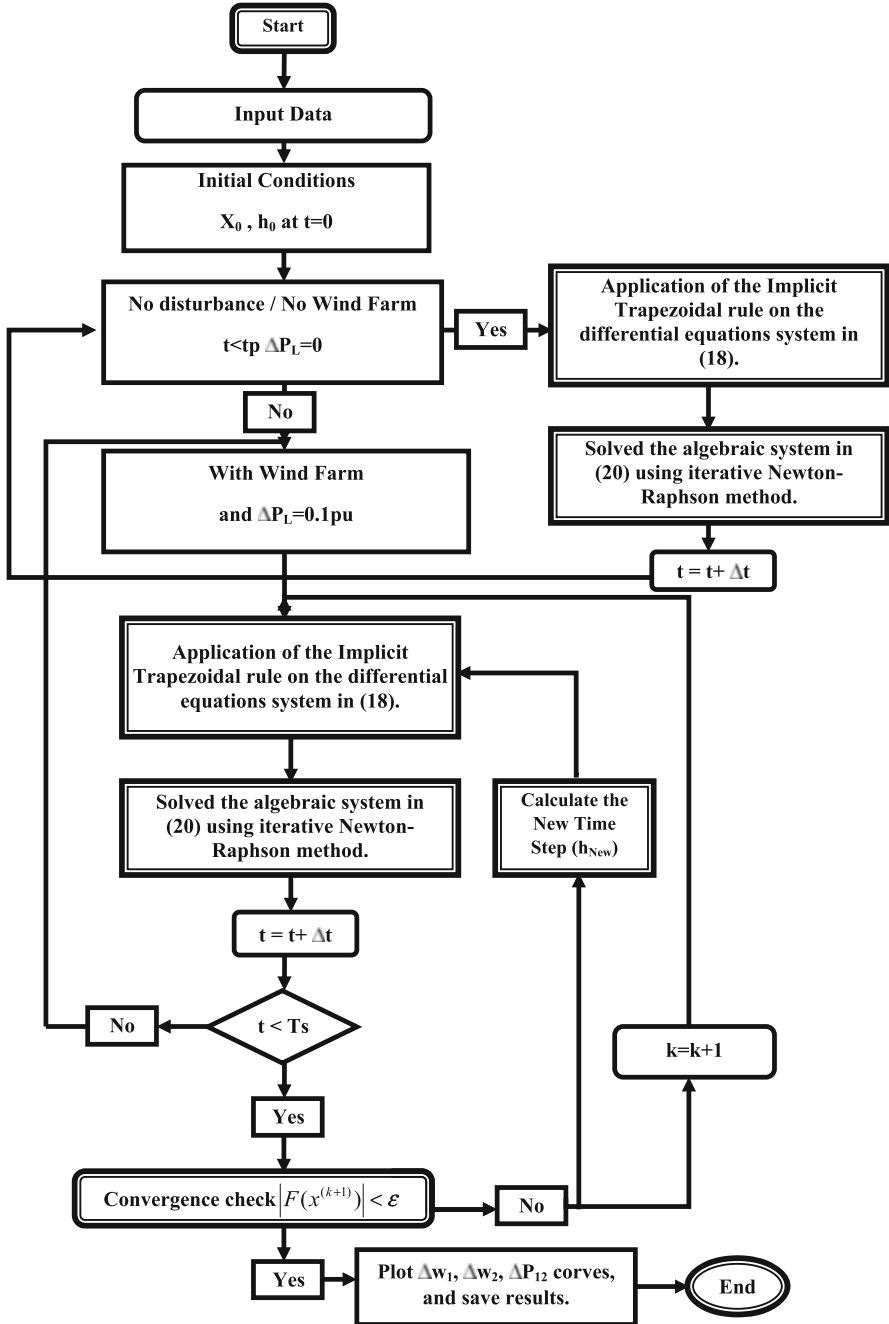 Start
Input Data
Initial Conditions
X₀ , h₀ at t=0
No disturbance / No Wind Farm
t<tp ΔP_L=0
Yes
Application of the Implicit
Trapezoidal rule on the
differential equations system in
(18).
Solved the algebraic system in
(20) using iterative Newton-
Raphson method.
t = t+ Δt
No
With Wind Farm
and ΔP_L=0.1pu
Application of the Implicit
Trapezoidal rule on the differential
equations system in (18).
Solved the algebraic system in
(20) using iterative Newton-
Raphson method.
Calculate the
New Time
Step (h_New)
t = t+ Δt
t < Ts
No
k=k+1
Yes
Convergence check |F(x^(k+1))| < ε
No
Yes
Plot Δw₁, Δw₂, ΔP₁₂ corves,
and save results.
End